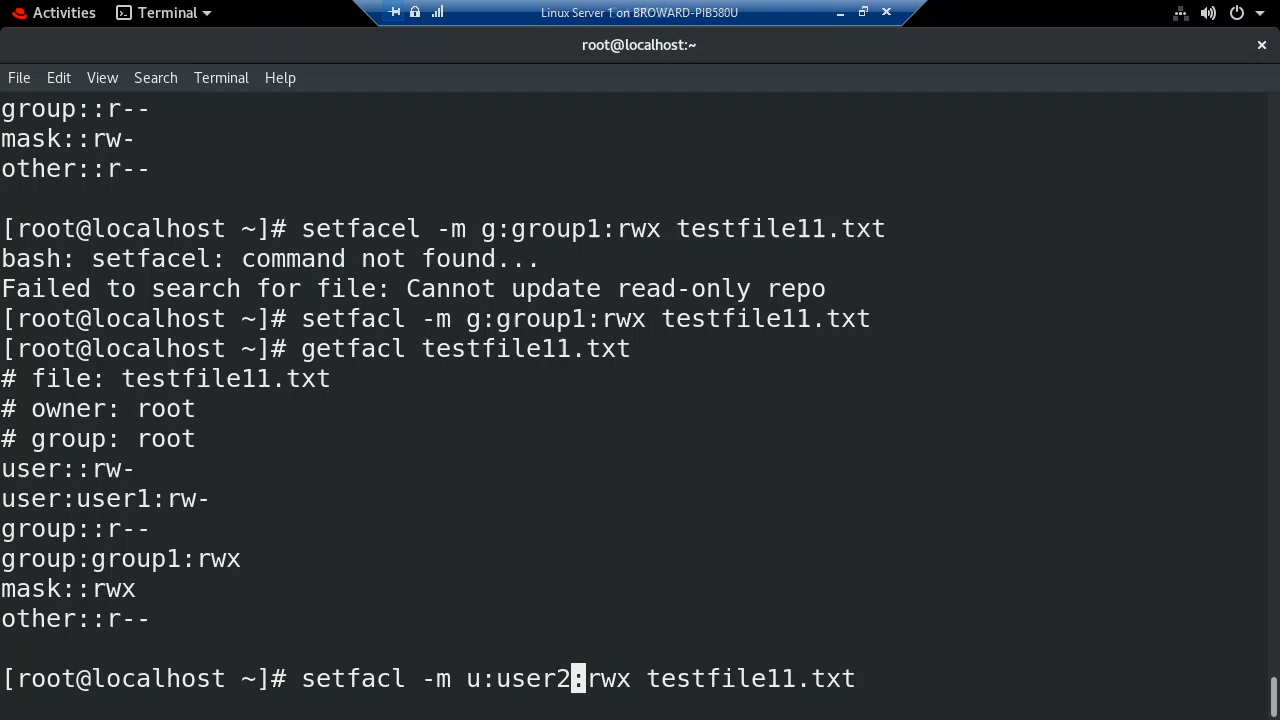 Activities Terminal Linux Server 1 on BROWARD-PIB580U
root@localhost:~
File Edit View Search Terminal Help
group::r--
mask::rw-
other::r--
[root@localhost ~]# setfacel -m g:group1:rwx testfile11.txt
bash: setfacel: command not found...
Failed to search for file: Cannot update read-only repo
[root@localhost ~]# setfacl -m g:group1:rwx testfile11.txt
[root@localhost ~]# getfacl testfile11.txt
# file: testfile11.txt
# owner: root
# group: root
user::rw-
user:user1:rw-
group::r--
group:group1:rwx
mask::rwx
other::r--
[root@localhost ~]# setfacl -m u:user2:rwx testfile11.txt